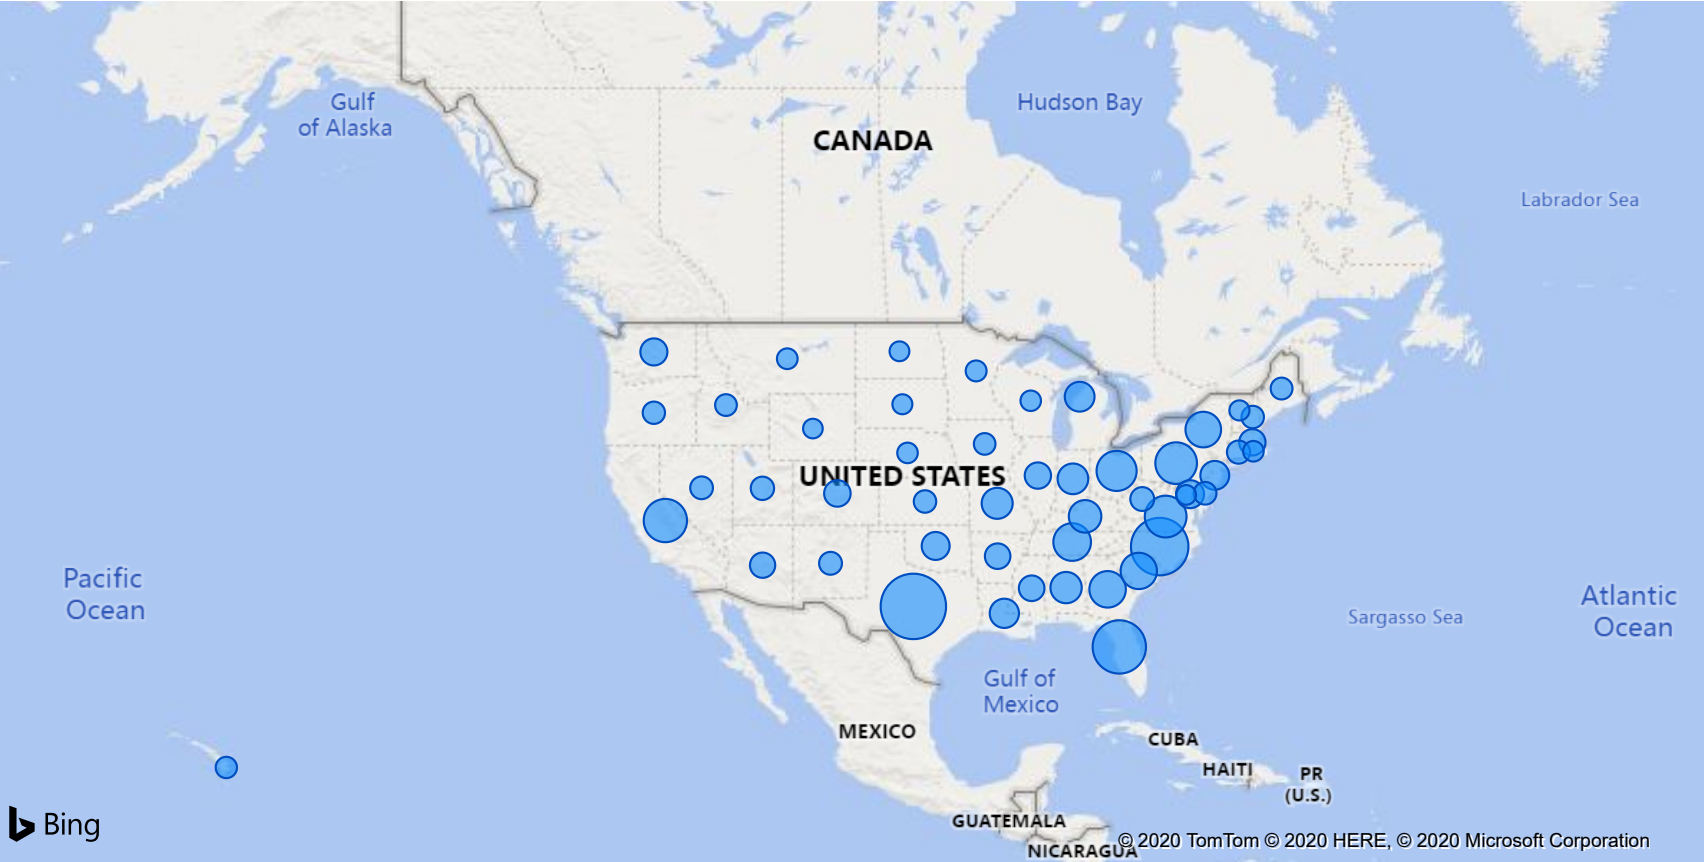 Gulf
of Alaska
Hudson Bay
CANADA
Labrador Sea
UNITED STATES
Pacific
Ocean
Atlantic
Ocean
Sargasso Sea
Gulf of
Mexico
MEXICO
CUBA
HAITI
PR
(U.S.)
GUATEMALA
NICARAGUA
Bing
© 2020 TomTom © 2020 HERE, © 2020 Microsoft Corporation